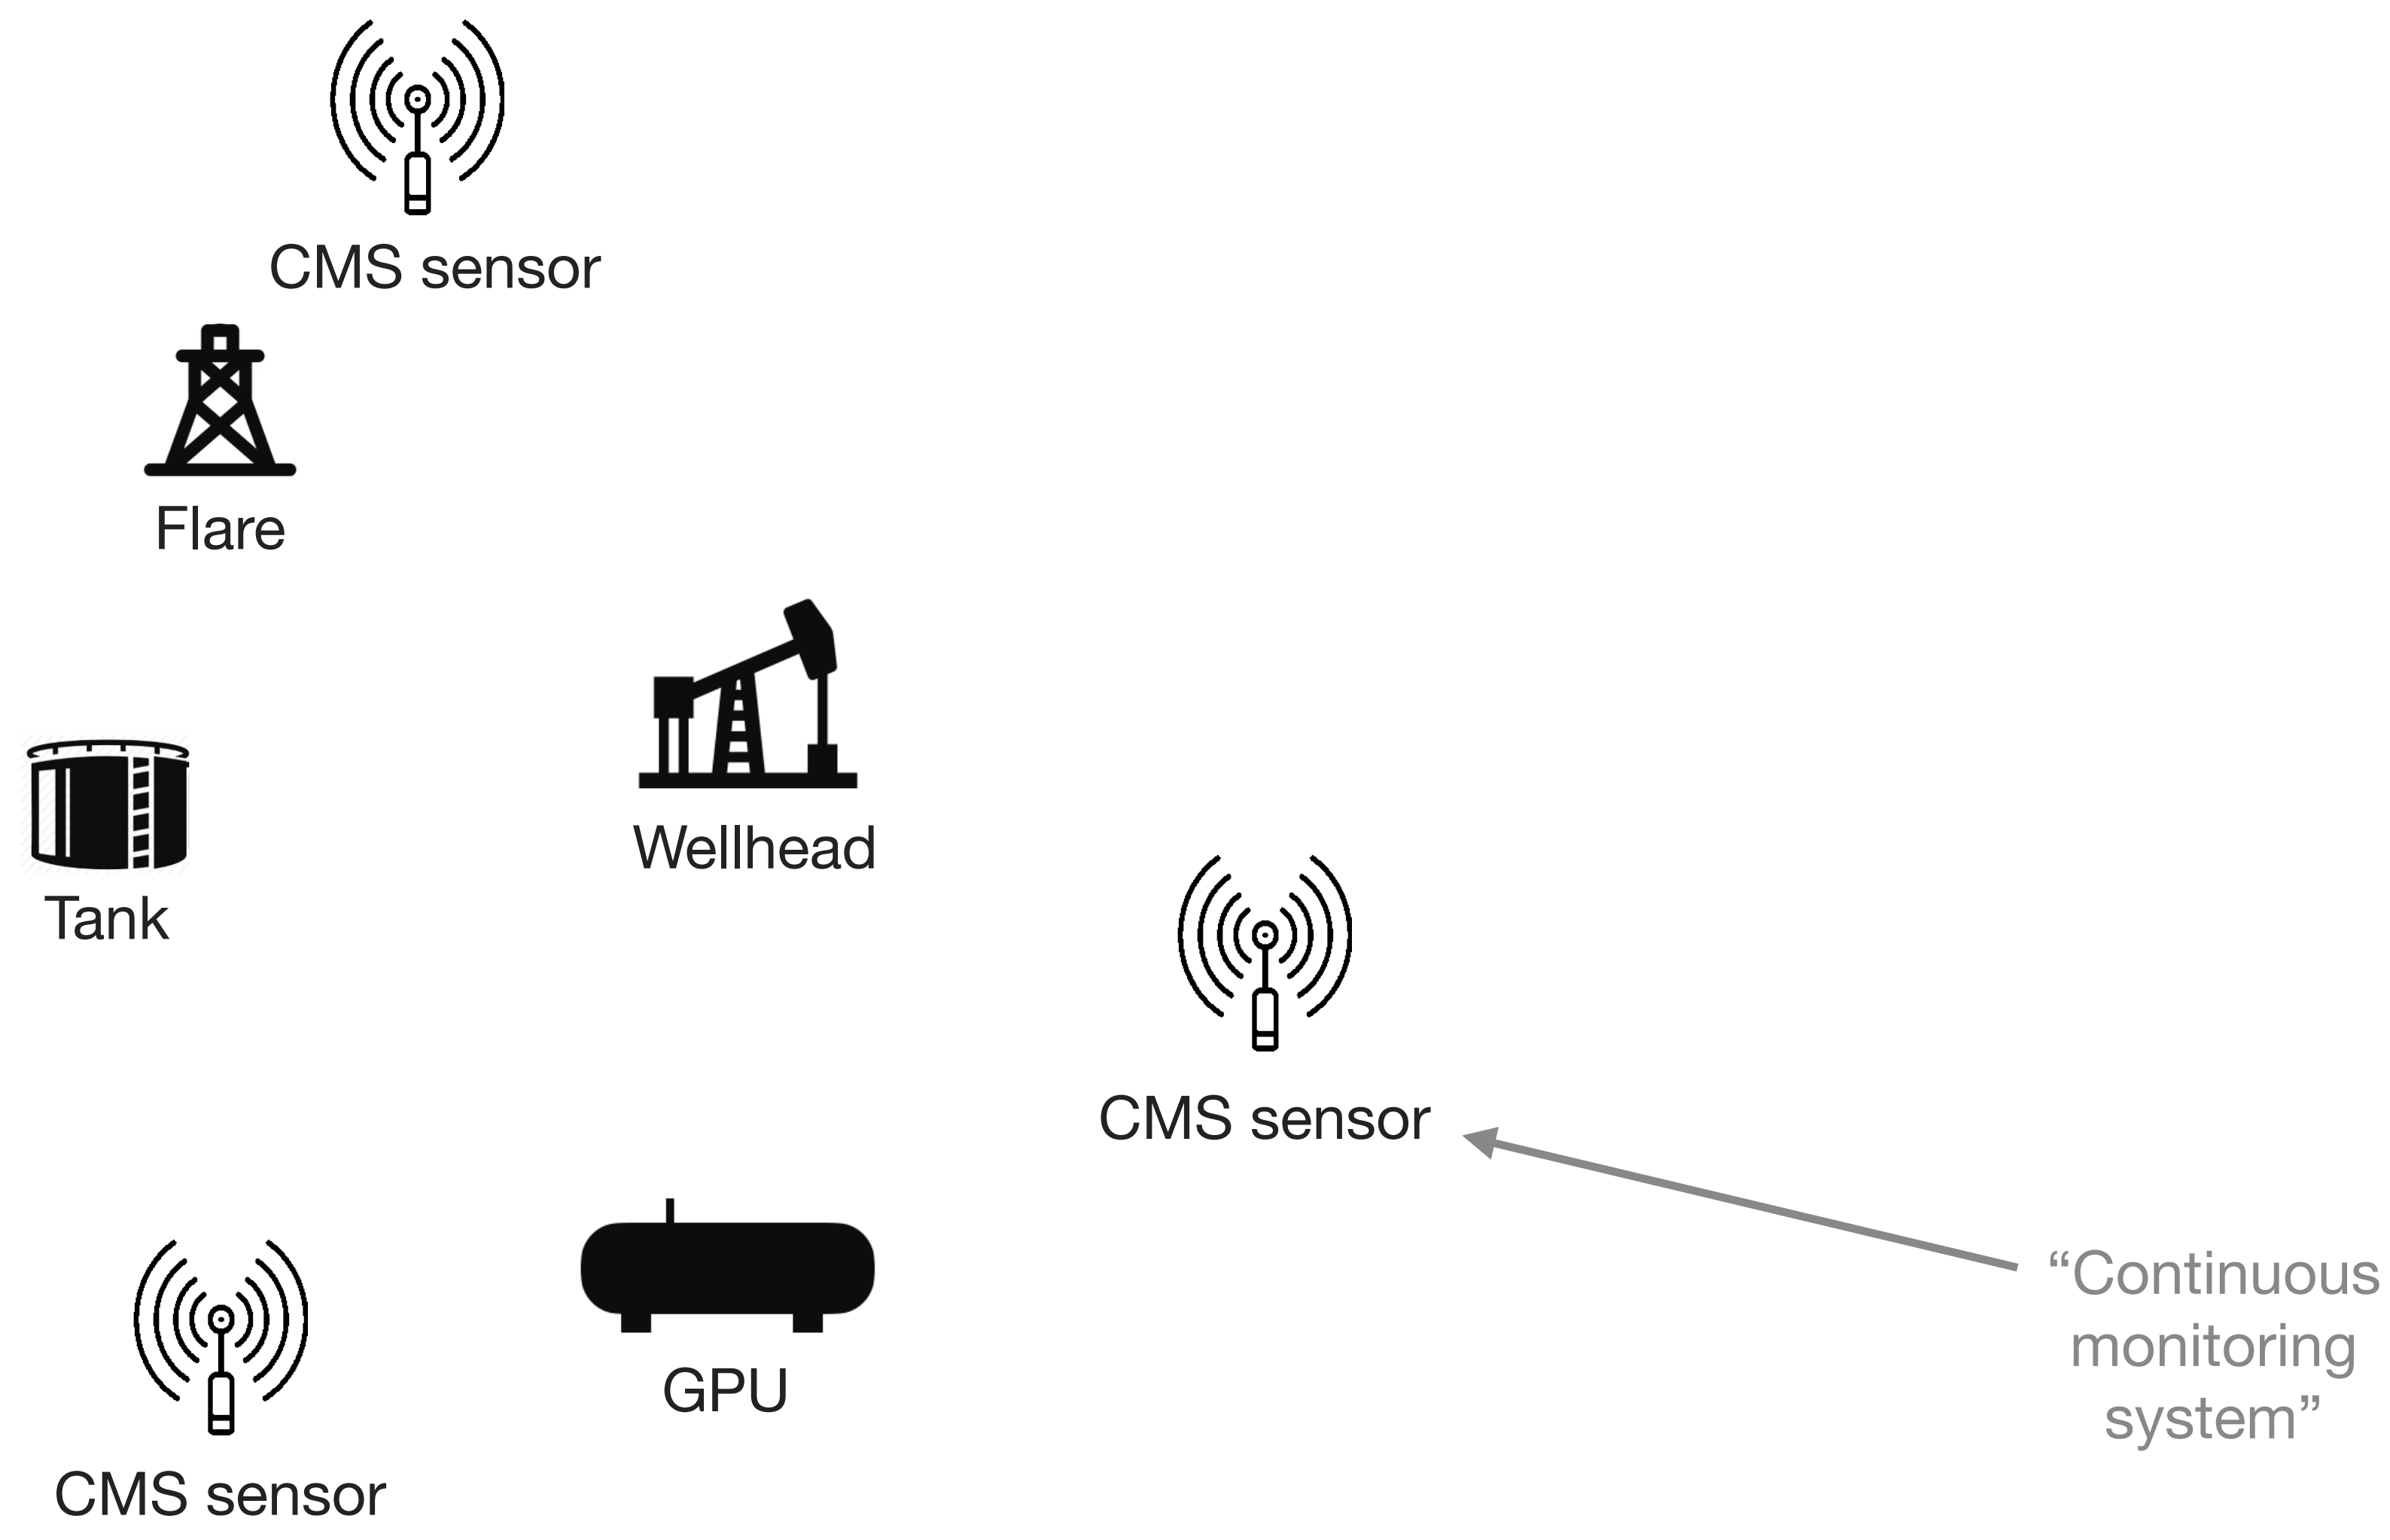 CMS sensor
Flare
Wellhead
Tank
CMS sensor
GPU
CMS sensor
“Continuous
monitoring
system”